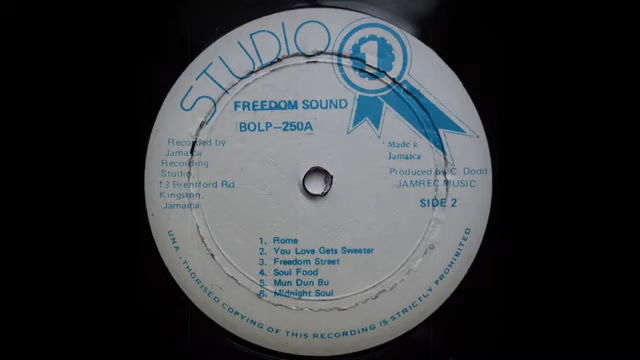 STUDIO 1
FREEDOM SOUND
BOLP-250A
Recorded by
Jamaica
Recording
Studio,
13 Brentford Rd.
Kingston,
Jamaica
Made in
Jamaica
Produced by C. Dodd
JAMREC MUSIC
SIDE 2
1. Rome
2. You Love Gets Sweeter
3. Freedom Street
4. Soul Food
5. Mun Dun Bu
6. Midnight Soul
UNATHORISED COPYING OF THIS RECORDING IS STRICTLY PROHIBITED